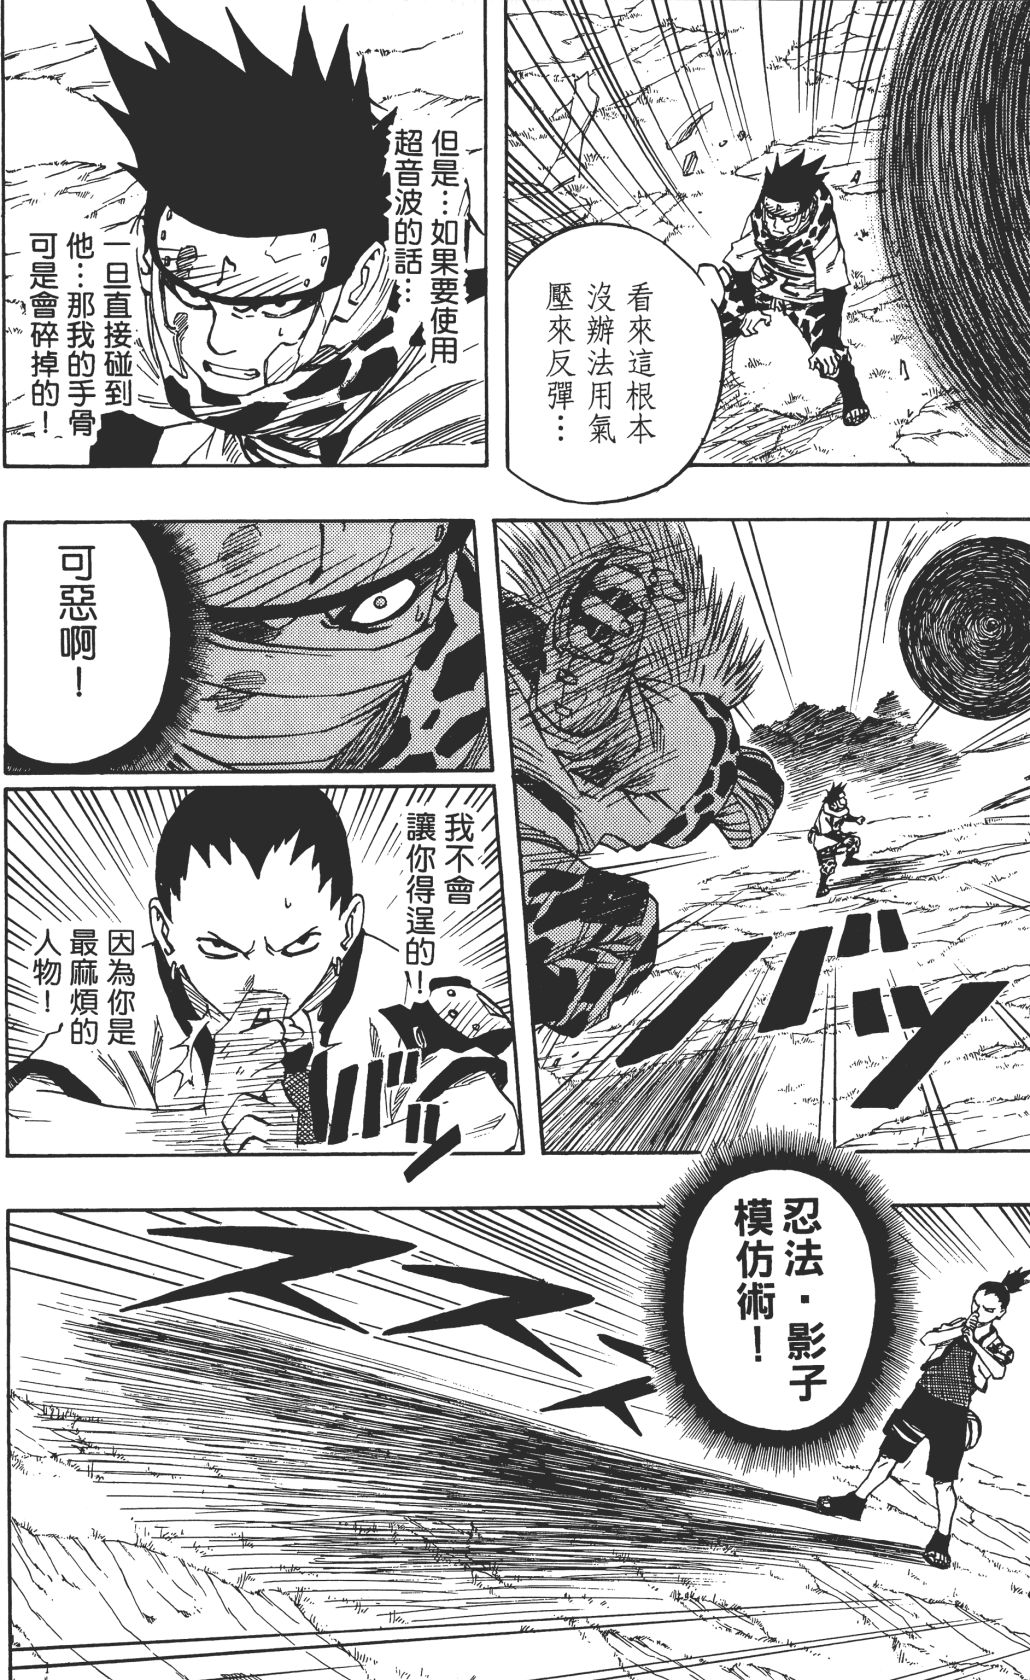 看來這根本
沒辦法用氣
壓來反彈…
但是…如果要使用
超音波的話…
一旦直接碰到
他…那我的手骨
可是會碎掉的！
バッ
可惡啊！
我不會
讓你得逞的！
因為你是
最麻煩的
人物！
バッ
忍法·影子
模仿術！
ズズズ